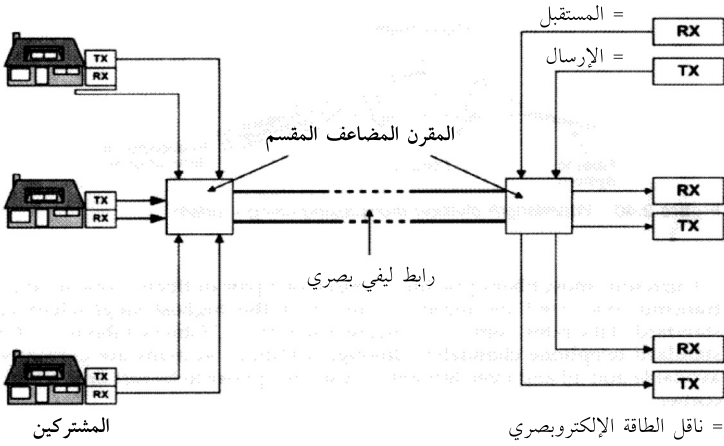 = المستقبل RX
TX RX
= الإرسال TX
المقرن المضاعف المقسم
TX RX
RX
TX
رابط ليفي بصري
RX
TX RX
TX
المشتركين
= ناقل الطاقة الإلكتروبصري